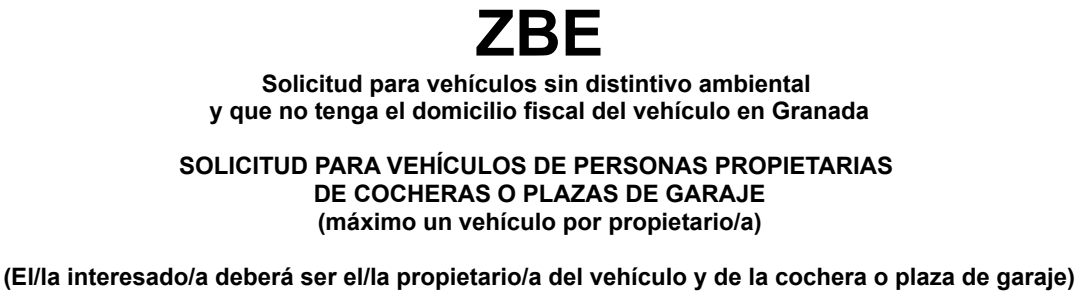 ZBE
Solicitud para vehículos sin distintivo ambiental
y que no tenga el domicilio fiscal del vehículo en Granada
SOLICITUD PARA VEHÍCULOS DE PERSONAS PROPIETARIAS
DE COCHERAS O PLAZAS DE GARAJE
(máximo un vehículo por propietario/a)
(El/la interesado/a deberá ser el/la propietario/a del vehículo y de la cochera o plaza de garaje)